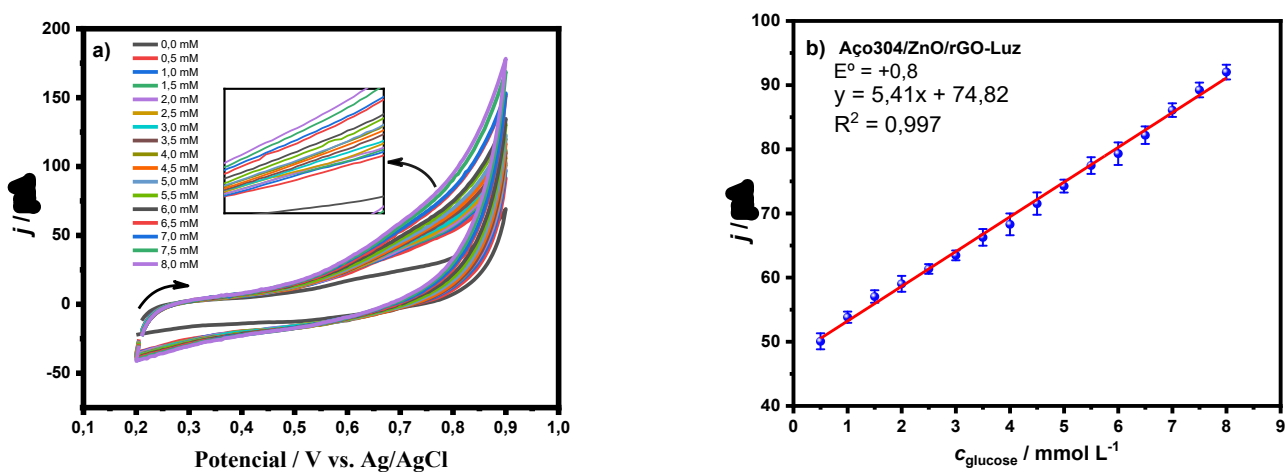 a)
0,0 mM
0,5 mM
1,0 mM
1,5 mM
2,0 mM
2,5 mM
3,0 mM
3,5 mM
4,0 mM
4,5 mM
5,0 mM
5,5 mM
6,0 mM
6,5 mM
7,0 mM
7,5 mM
8,0 mM
200
150
100
50
0
-50
j /
0,1 0,2 0,3 0,4 0,5 0,6 0,7 0,8 0,9 1,0
Potencial / V vs. Ag/AgCl
b) Aço304/ZnO/rGO-Luz
Eº = +0,8
y = 5,41x + 74,82
R² = 0,997
100
90
80
70
60
50
40
j /
0 1 2 3 4 5 6 7 8 9
c_glucose / mmol L⁻¹